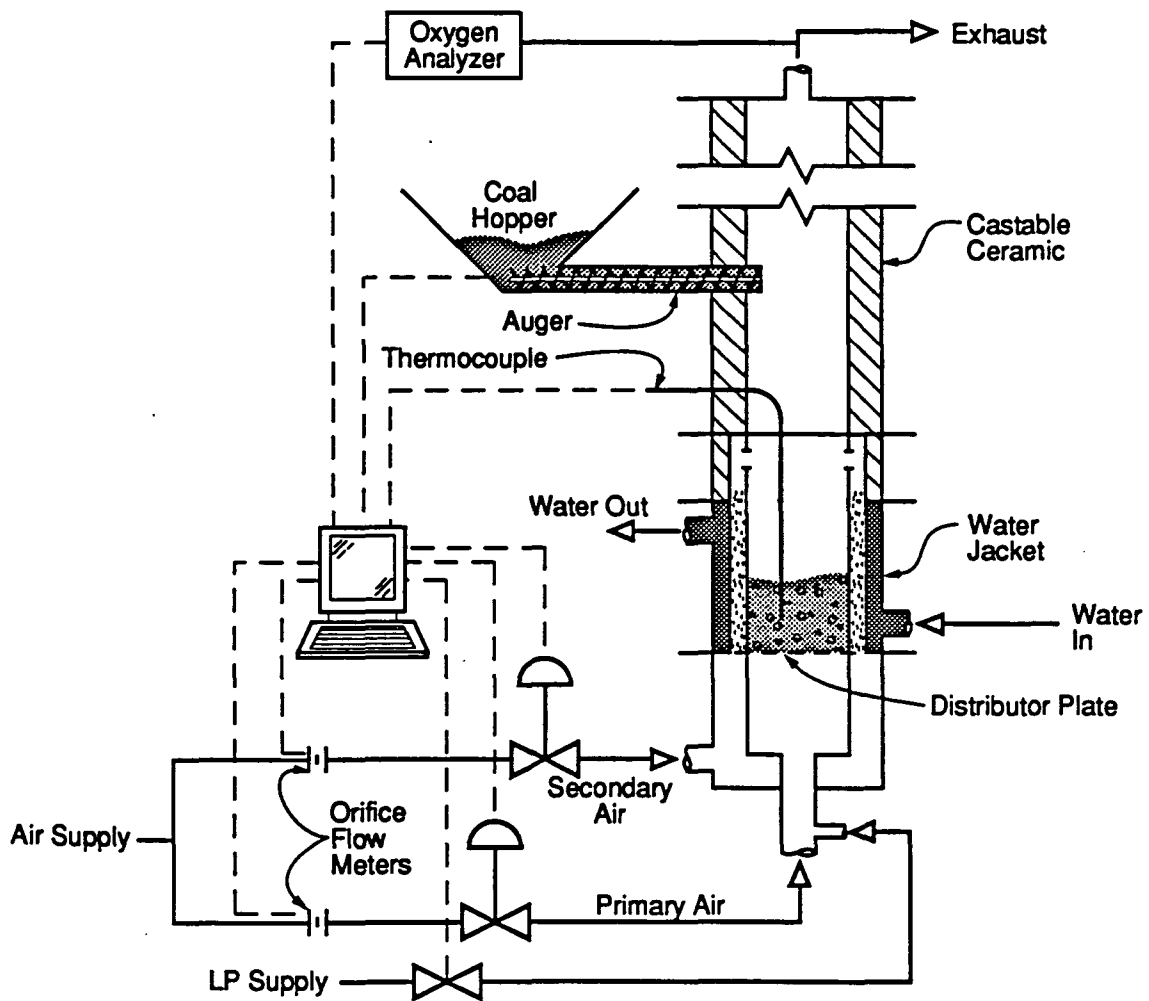 Oxygen
Analyzer
Exhaust
Coal
Hopper
Castable
Ceramic
Auger
Thermocouple
Water Out
Water
Jacket
Water
In
Distributor Plate
Secondary
Air
Orifice
Flow
Meters
Air Supply
Primary Air
LP Supply